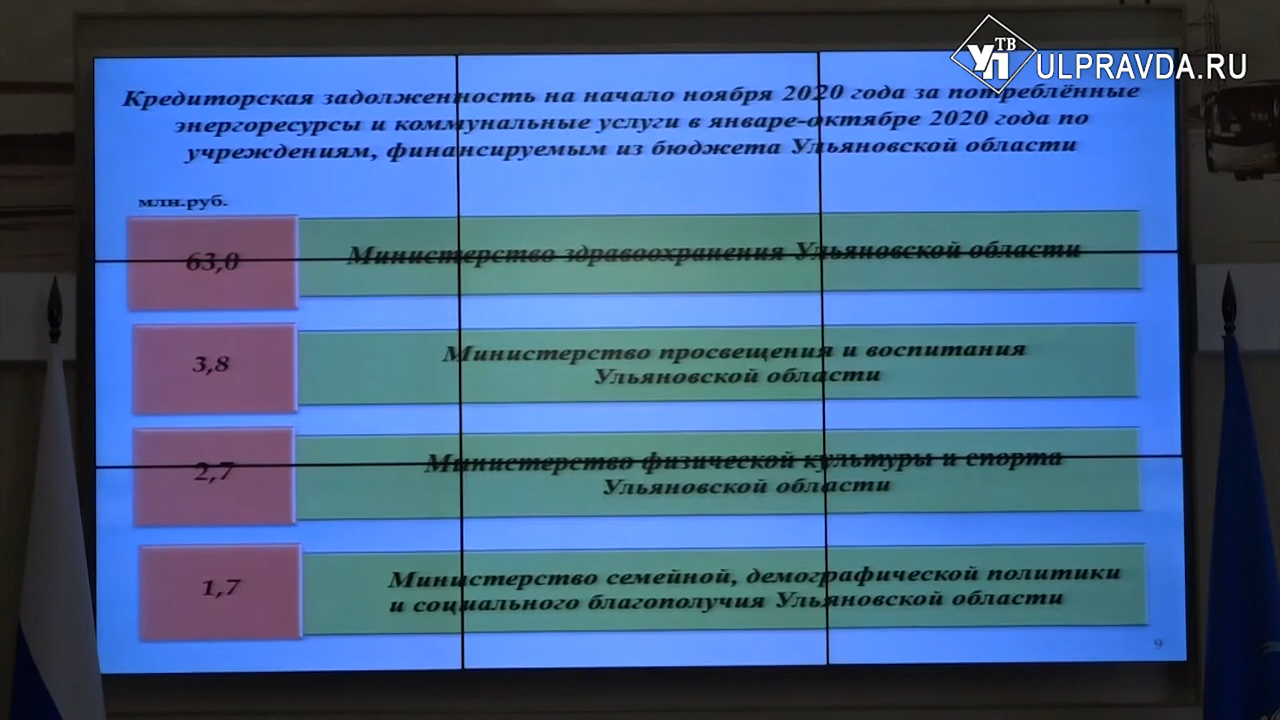 УП ТВ ULPRAVDA.RU
Кредиторская задолженность на начало ноября 2020 года за потреблённые
энергоресурсы и коммунальные услуги в январе-октябре 2020 года по
учреждениям, финансируемым из бюджета Ульяновской области
млн.руб.
63,0
Министерство здравоохранения Ульяновской области
3,8
Министерство просвещения и воспитания
Ульяновской области
2,7
Министерство физической культуры и спорта
Ульяновской области
1,7
Министерство семейной, демографической политики
и социального благополучия Ульяновской области
9